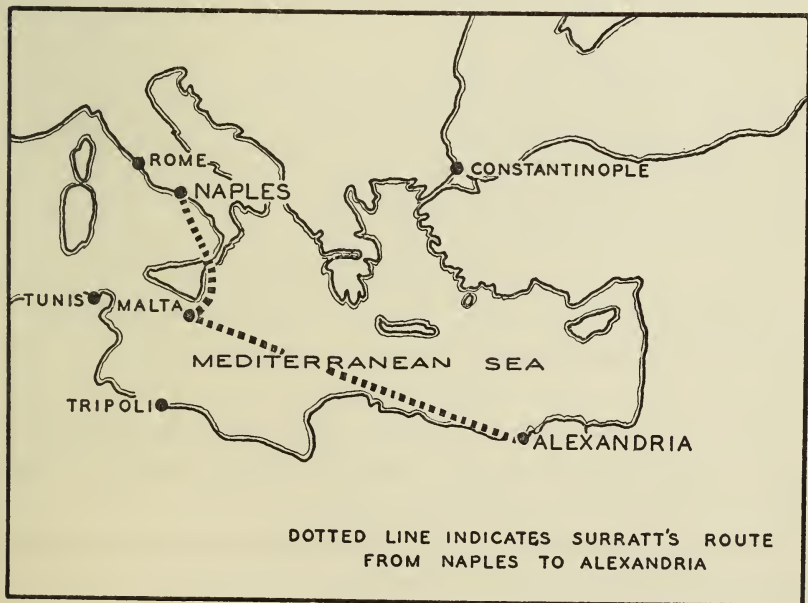 ROME
NAPLES
CONSTANTINOPLE
TUNIS
MALTA
MEDITERRANEAN SEA
TRIPOLI
ALEXANDRIA
DOTTED LINE INDICATES SURRATT'S ROUTE
FROM NAPLES TO ALEXANDRIA